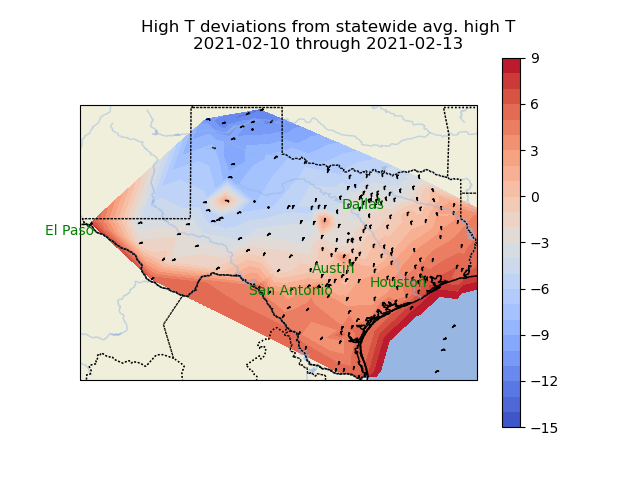 High T deviations from statewide avg. high T
2021-02-10 through 2021-02-13
9
6
3
0
−3
−6
−9
−12
−15
Dallas
El Paso
Austin
Houston
San Antonio